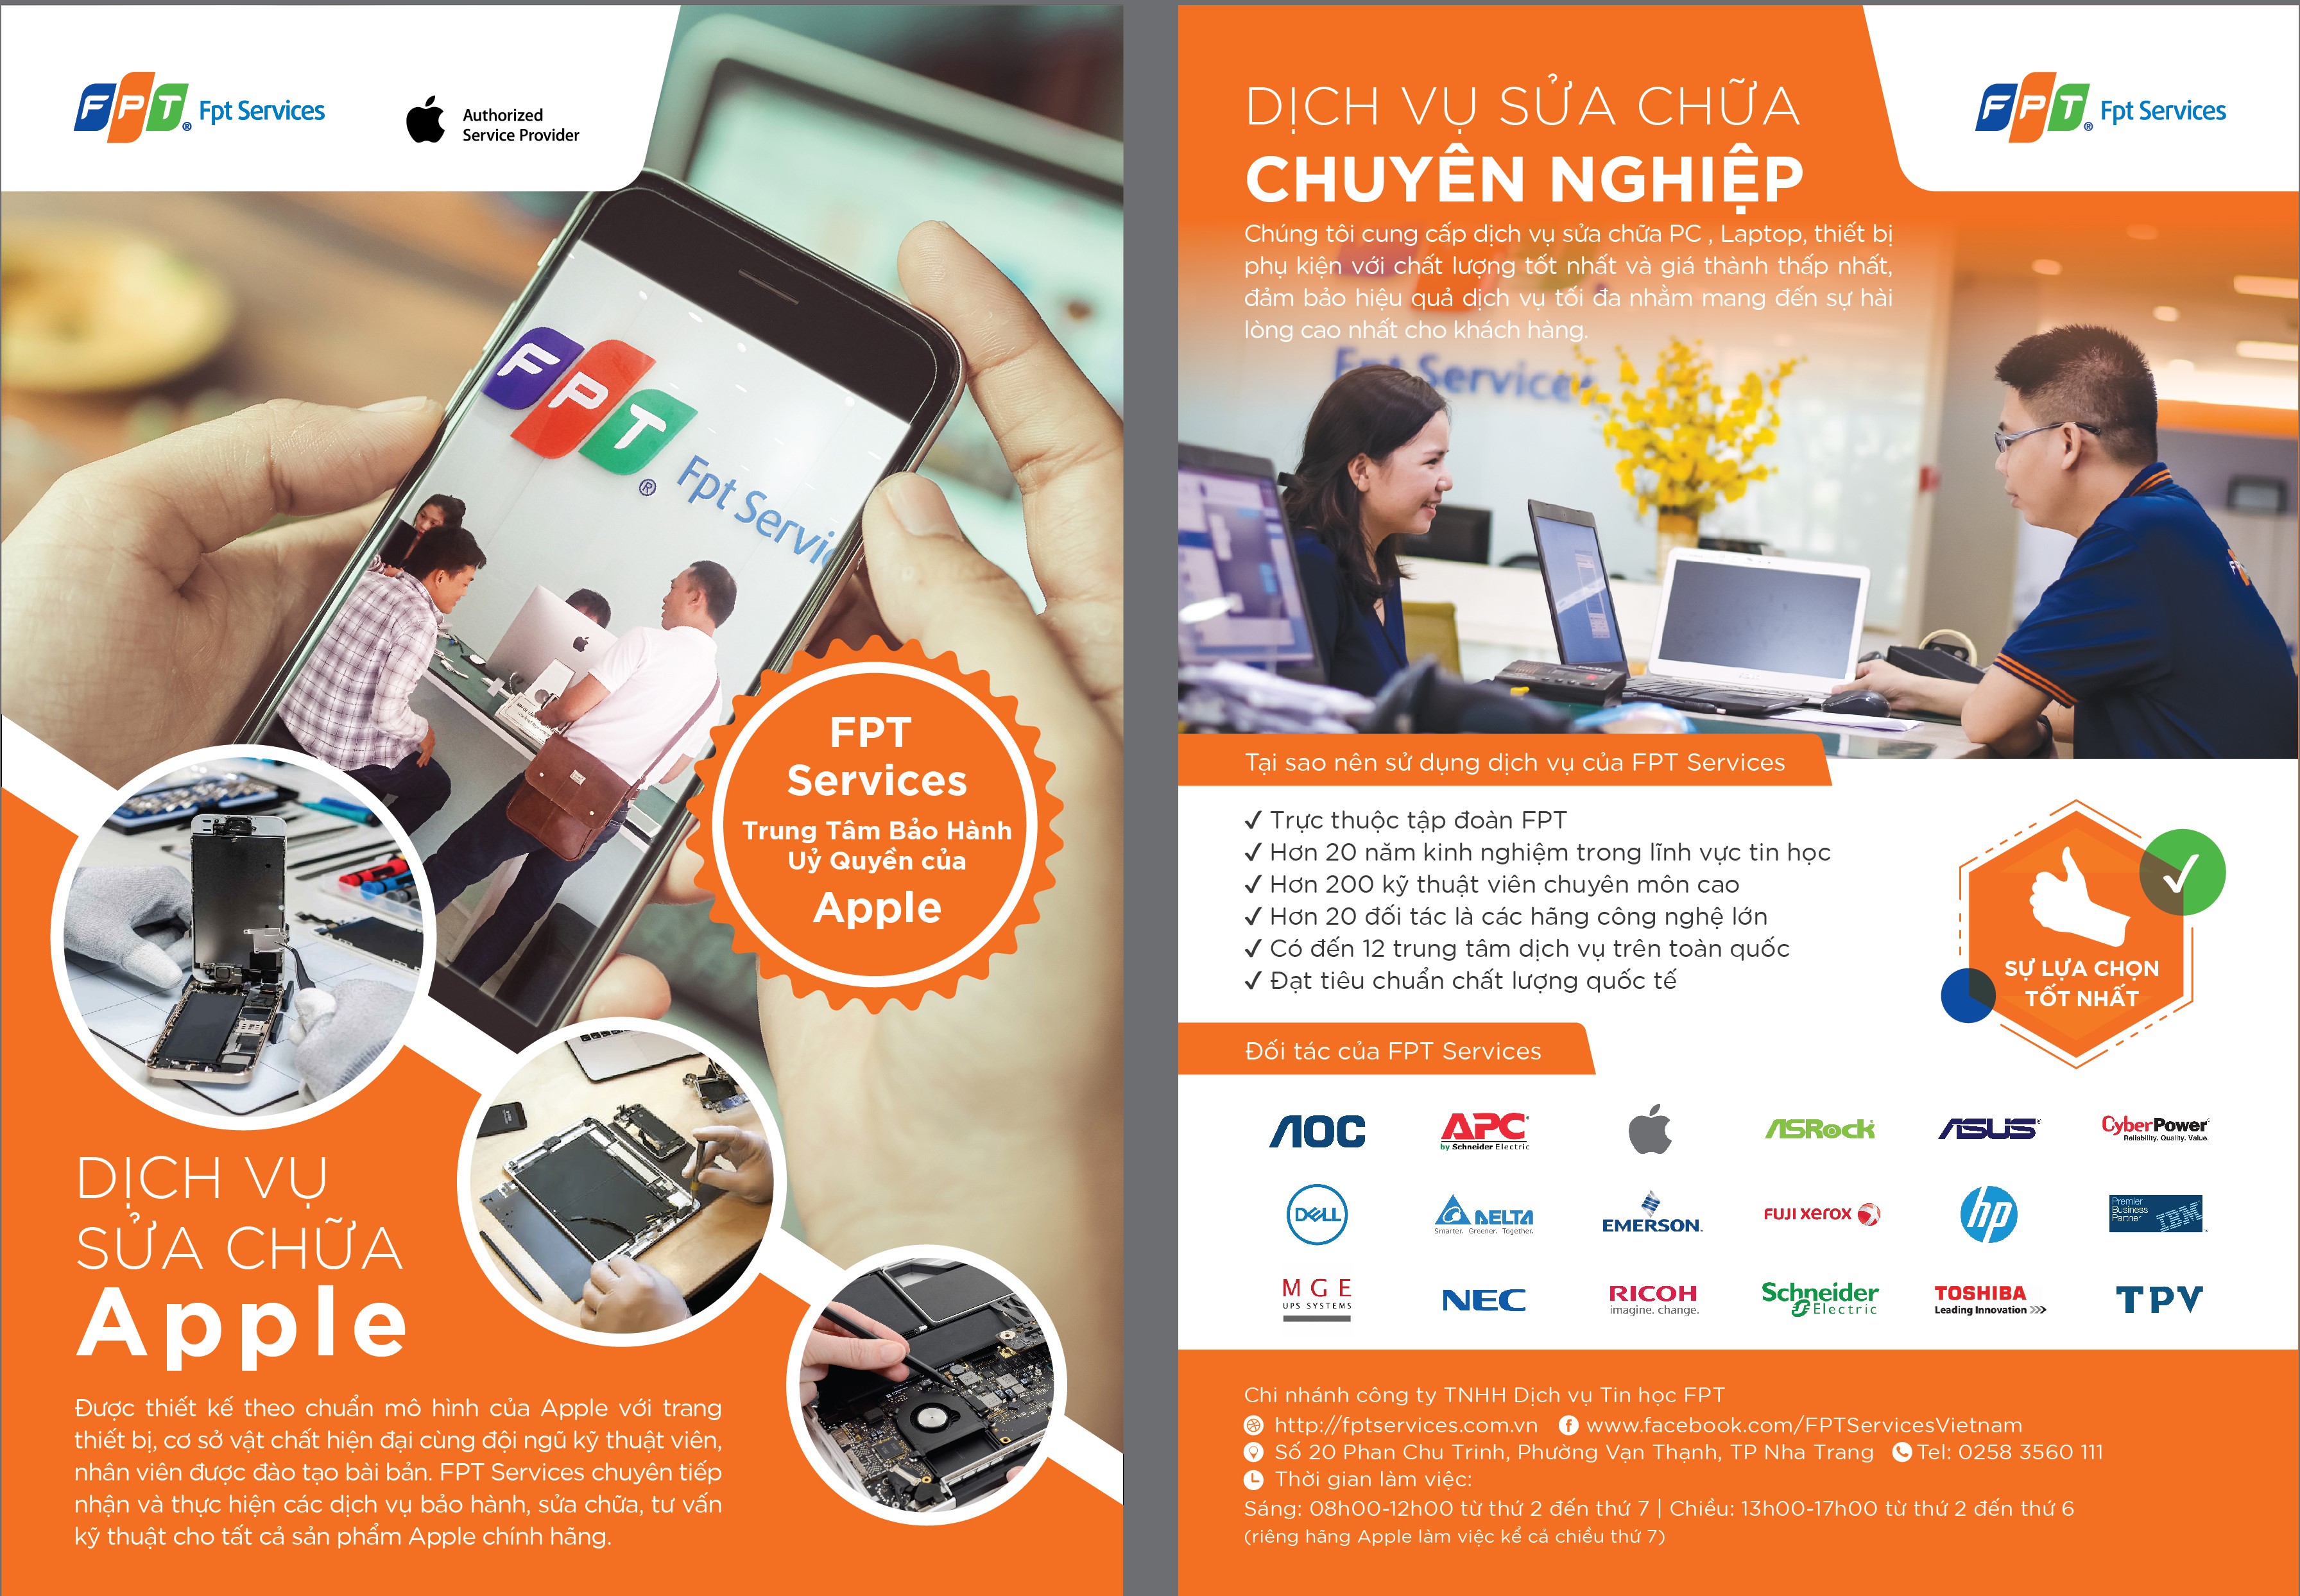 FPT® Fpt Services
Authorized
Service Provider
FPT® Fpt Servic
FPT
Services
Trung Tâm Bảo Hành
Uỷ Quyền của
Apple
DỊCH VỤ
SỬA CHỮA
Apple
Được thiết kế theo chuẩn mô hình của Apple với trang
thiết bị, cơ sở vật chất hiện đại cùng đội ngũ kỹ thuật viên,
nhân viên được đào tạo bài bản. FPT Services chuyên tiếp
nhận và thực hiện các dịch vụ bảo hành, sửa chữa, tư vấn
kỹ thuật cho tất cả sản phẩm Apple chính hãng.
DỊCH VỤ SỬA CHỮA
CHUYÊN NGHIỆP
FPT® Fpt Services
Chúng tôi cung cấp dịch vụ sửa chữa PC , Laptop, thiết bị
phụ kiện với chất lượng tốt nhất và giá thành thấp nhất,
đảm bảo hiệu quả dịch vụ tối đa nhằm mang đến sự hài
lòng cao nhất cho khách hàng.
Fpt Services
Tại sao nên sử dụng dịch vụ của FPT Services
✓ Trực thuộc tập đoàn FPT
✓ Hơn 20 năm kinh nghiệm trong lĩnh vực tin học
✓ Hơn 200 kỹ thuật viên chuyên môn cao
✓ Hơn 20 đối tác là các hãng công nghệ lớn
✓ Có đến 12 trung tâm dịch vụ trên toàn quốc
✓ Đạt tiêu chuẩn chất lượng quốc tế
SỰ LỰA CHỌN
TỐT NHẤT
Đối tác của FPT Services
AOC
APC
by Schneider Electric
ASRock
ASUS
CyberPower
Reliability. Quality. Value.
DELL
DELTA
Smarter. Greener. Together.
EMERSON.
FUJI XEROX
hp
Premier
Business
Partner
IBM
MGE
UPS SYSTEMS
NEC
RICOH
imagine. change.
Schneider
Electric
TOSHIBA
Leading Innovation >>>
TPV
Chi nhánh công ty TNHH Dịch vụ Tin học FPT
http://fptservices.com.vn www.facebook.com/FPTServicesVietnam
Số 20 Phan Chu Trinh, Phường Vạn Thạnh, TP Nha Trang Tel: 0258 3560 111
Thời gian làm việc:
Sáng: 08h00-12h00 từ thứ 2 đến thứ 7 | Chiều: 13h00-17h00 từ thứ 2 đến thứ 6
(riêng hãng Apple làm việc kể cả chiều thứ 7)